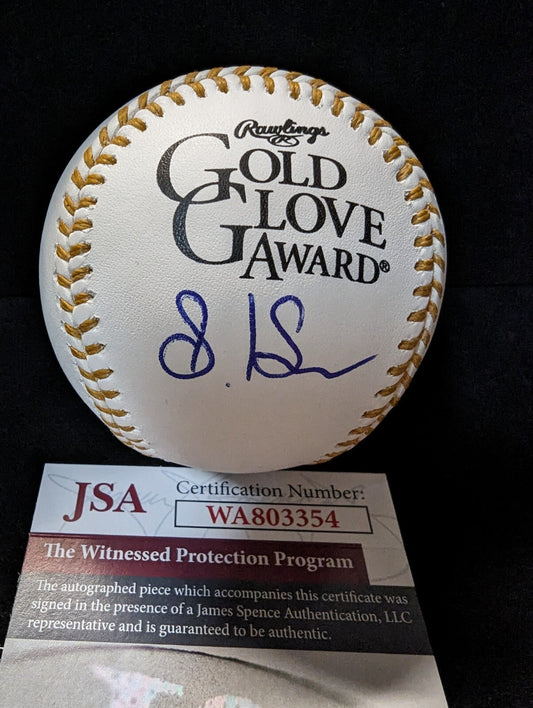 Rawlings
GOLD
GLOVE
AWARD®
JSA
Certification Number:
WA803354
The Witnessed Protection Program
The autographed piece which accompanies this certificate was
signed in the presence of a James Spence Authentication, LLC
representative and is guaranteed to be authentic.